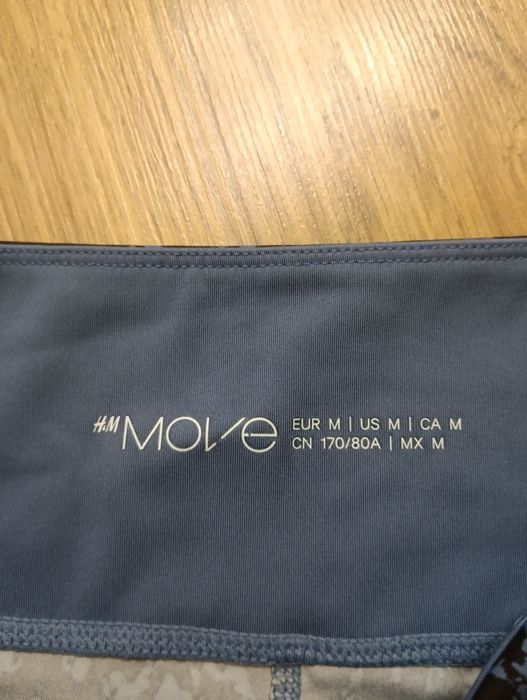 H&M Move
EUR M | US M | CA M
CN 170/80A | MX M